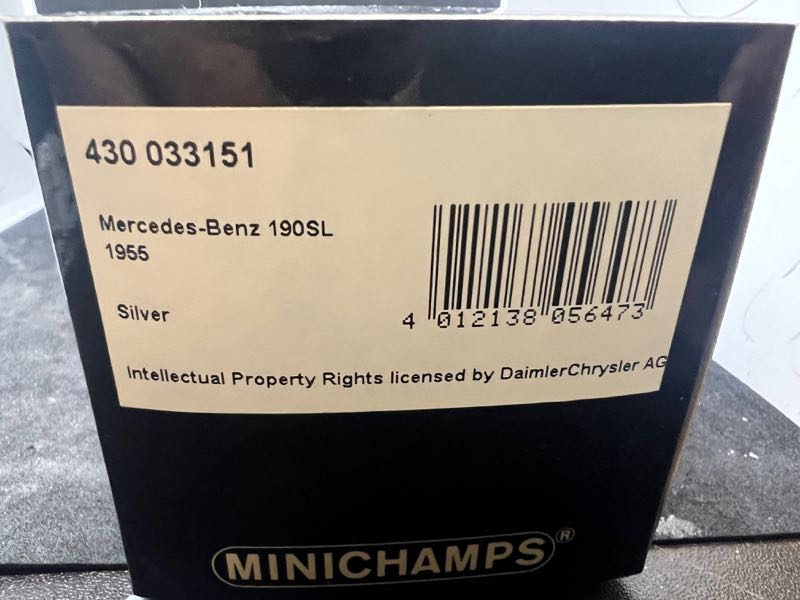 430 033151
Mercedes-Benz 190SL
1955
Silver
4 012138 056473
Intellectual Property Rights licensed by DaimlerChrysler AG
MINICHAMPS®